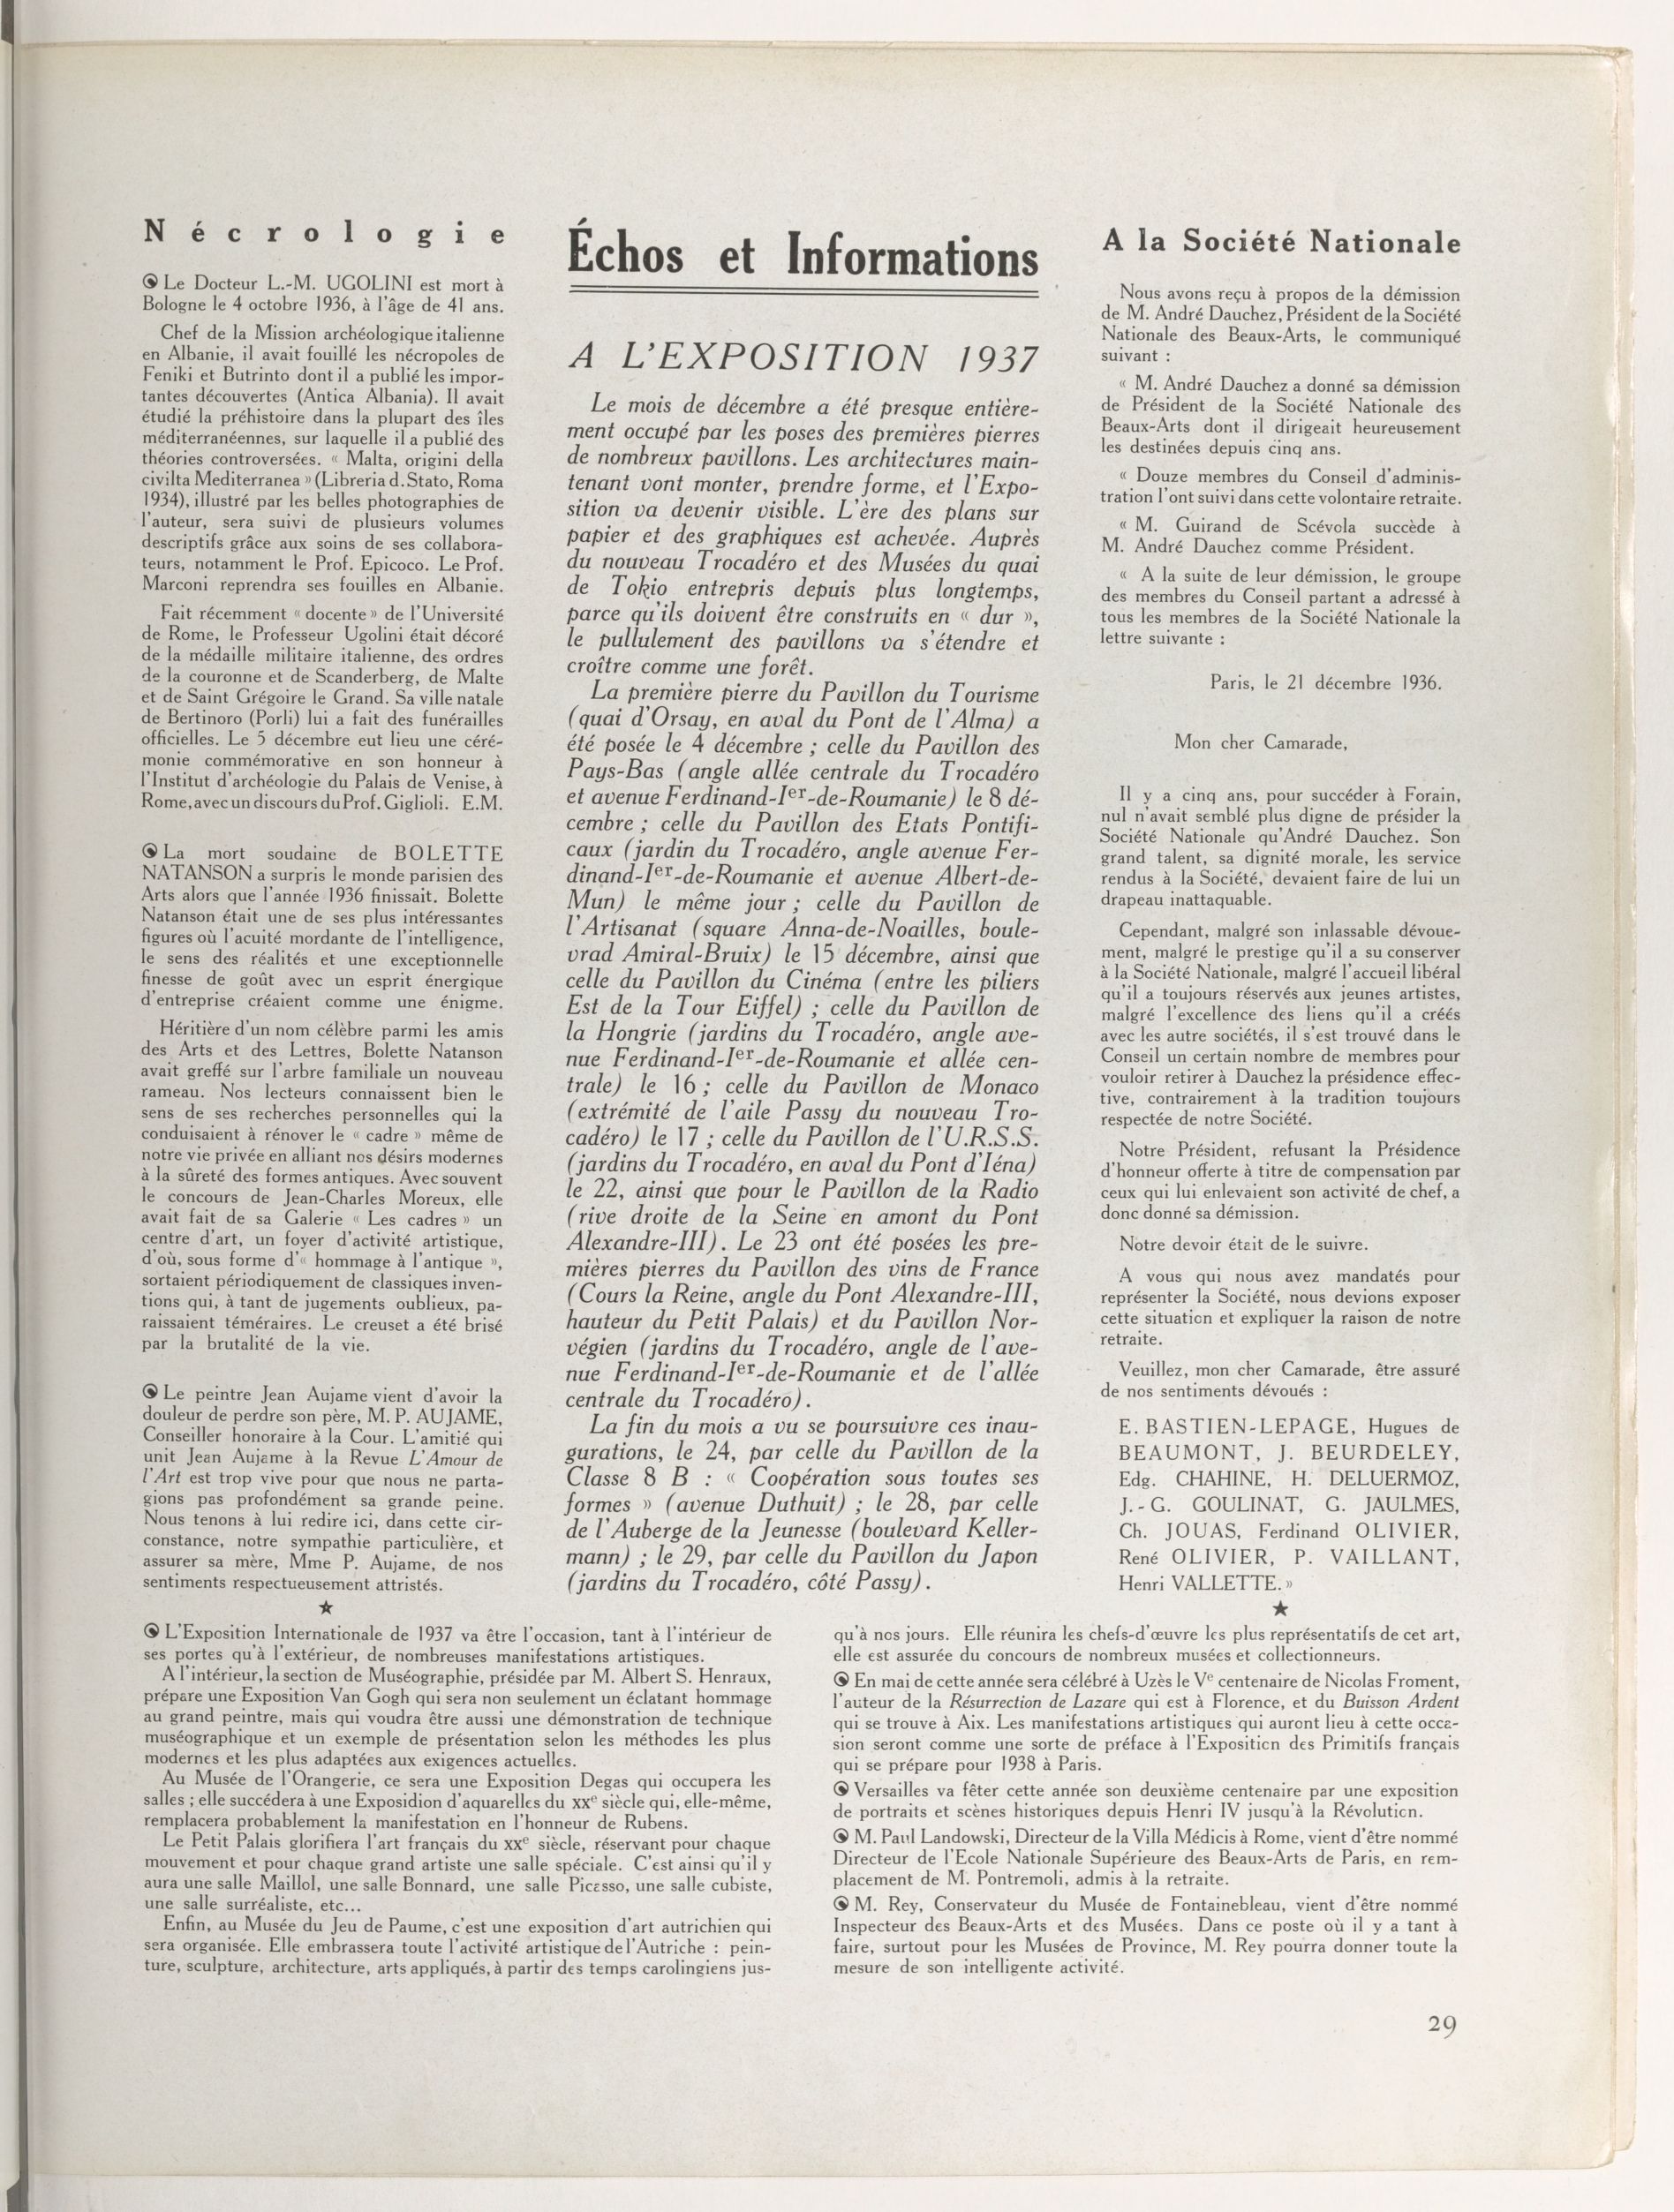 Nécrologie
Le Docteur L.-M. UGOLINI est mort à
Bologne le 4 octobre 1936, à l'âge de 41 ans.
Chef de la Mission archéologique italienne
en Albanie, il avait fouillé les nécropoles de
Feniki et Butrinto dont il a publié les impor-
tantes découvertes (Antica Albania). Il avait
étudié la préhistoire dans la plupart des îles
méditerranéennes, sur laquelle il a publié des
théories controversées. « Malta, origini della
civilta Mediterranea » (Libreria d. Stato, Roma
1934), illustré par les belles photographies de
l'auteur, sera suivi de plusieurs volumes
descriptifs grâce aux soins de ses collabora-
teurs, notamment le Prof. Epicoco. Le Prof.
Marconi reprendra ses fouilles en Albanie.
Fait récemment « docente » de l'Université
de Rome, le Professeur Ugolini était décoré
de la médaille militaire italienne, des ordres
de la couronne et de Scanderberg, de Malte
et de Saint Grégoire le Grand. Sa ville natale
de Bertinoro (Porli) lui a fait des funérailles
officielles. Le 5 décembre eut lieu une céré-
monie commémorative en son honneur à
l'Institut d'archéologie du Palais de Venise, à
Rome, avec un discours du Prof. Giglioli. E.M.
La mort soudaine de BOLETTE
NATANSON a surpris le monde parisien des
Arts alors que l'année 1936 finissait. Bolette
Natanson était une de ses plus intéressantes
figures où l'acuité mordante de l'intelligence,
le sens des réalités et une exceptionnelle
finesse de goût avec un esprit énergique
d'entreprise créaient comme une énigme.
Héritière d'un nom célèbre parmi les amis
des Arts et des Lettres, Bolette Natanson
avait greffé sur l'arbre familiale un nouveau
rameau. Nos lecteurs connaissent bien le
sens de ses recherches personnelles qui la
conduisaient à rénover le « cadre » même de
notre vie privée en alliant nos désirs modernes
à la sûreté des formes antiques. Avec souvent
le concours de Jean-Charles Moreux, elle
avait fait de sa Galerie « Les cadres » un
centre d'art, un foyer d'activité artistique,
d'où, sous forme d'« hommage à l'antique »,
sortaient périodiquement de classiques inven-
tions qui, à tant de jugements oublieux, pa-
raissaient téméraires. Le creuset a été brisé
par la brutalité de la vie.
Le peintre Jean Aujame vient d'avoir la
douleur de perdre son père, M. P. AUJAME,
Conseiller honoraire à la Cour. L'amitié qui
unit Jean Aujame à la Revue L'Amour de
l'Art est trop vive pour que nous ne parta-
gions pas profondément sa grande peine.
Nous tenons à lui redire ici, dans cette cir-
constance, notre sympathie particulière, et
assurer sa mère, Mme P. Aujame, de nos
sentiments respectueusement attristés.
Échos et Informations
A L'EXPOSITION 1937
Le mois de décembre a été presque entière-
ment occupé par les poses des premières pierres
de nombreux pavillons. Les architectures main-
tenant vont monter, prendre forme, et l'Expo-
sition va devenir visible. L'ère des plans sur
papier et des graphiques est achevée. Auprès
du nouveau Trocadéro et des Musées du quai
de Tokio entrepris depuis plus longtemps,
parce qu'ils doivent être construits en « dur »,
le pullulement des pavillons va s'étendre et
croître comme une forêt.
La première pierre du Pavillon du Tourisme
(quai d'Orsay, en aval du Pont de l'Alma) a
été posée le 4 décembre ; celle du Pavillon des
Pays-Bas (angle allée centrale du Trocadéro
et avenue Ferdinand-Ier-de-Roumanie) le 8 dé-
cembre ; celle du Pavillon des Etats Pontifi-
caux (jardin du Trocadéro, angle avenue Fer-
dinand-Ier-de-Roumanie et avenue Albert-de-
Mun) le même jour ; celle du Pavillon de
l'Artisanat (square Anna-de-Noailles, boule-
vrad Amiral-Bruix) le 15 décembre, ainsi que
celle du Pavillon du Cinéma (entre les piliers
Est de la Tour Eiffel) ; celle du Pavillon de
la Hongrie (jardins du Trocadéro, angle ave-
nue Ferdinand-Ier-de-Roumanie et allée cen-
trale) le 16 ; celle du Pavillon de Monaco
(extrémité de l'aile Passy du nouveau Tro-
cadéro) le 17 ; celle du Pavillon de l'U.R.S.S.
(jardins du Trocadéro, en aval du Pont d'Iéna)
le 22, ainsi que pour le Pavillon de la Radio
(rive droite de la Seine en amont du Pont
Alexandre-III). Le 23 ont été posées les pre-
mières pierres du Pavillon des vins de France
(Cours la Reine, angle du Pont Alexandre-III,
hauteur du Petit Palais) et du Pavillon Nor-
végien (jardins du Trocadéro, angle de l'ave-
nue Ferdinand-Ier-de-Roumanie et de l'allée
centrale du Trocadéro).
La fin du mois a vu se poursuivre ces inau-
gurations, le 24, par celle du Pavillon de la
Classe 8 B : « Coopération sous toutes ses
formes » (avenue Duthuit) ; le 28, par celle
de l'Auberge de la Jeunesse (boulevard Keller-
mann) ; le 29, par celle du Pavillon du Japon
(jardins du Trocadéro, côté Passy).
A la Société Nationale
Nous avons reçu à propos de la démission
de M. André Dauchez, Président de la Société
Nationale des Beaux-Arts, le communiqué
suivant :
« M. André Dauchez a donné sa démission
de Président de la Société Nationale des
Beaux-Arts dont il dirigeait heureusement
les destinées depuis cinq ans.
« Douze membres du Conseil d'adminis-
tration l'ont suivi dans cette volontaire retraite.
« M. Guirand de Scévola succède à
M. André Dauchez comme Président.
« A la suite de leur démission, le groupe
des membres du Conseil partant a adressé à
tous les membres de la Société Nationale la
lettre suivante :
Paris, le 21 décembre 1936.
Mon cher Camarade,
Il y a cinq ans, pour succéder à Forain,
nul n'avait semblé plus digne de présider la
Société Nationale qu'André Dauchez. Son
grand talent, sa dignité morale, les service
rendus à la Société, devaient faire de lui un
drapeau inattaquable.
Cependant, malgré son inlassable dévoue-
ment, malgré le prestige qu'il a su conserver
à la Société Nationale, malgré l'accueil libéral
qu'il a toujours réservés aux jeunes artistes,
malgré l'excellence des liens qu'il a créés
avec les autre sociétés, il s'est trouvé dans le
Conseil un certain nombre de membres pour
vouloir retirer à Dauchez la présidence effec-
tive, contrairement à la tradition toujours
respectée de notre Société.
Notre Président, refusant la Présidence
d'honneur offerte à titre de compensation par
ceux qui lui enlevaient son activité de chef, a
donc donné sa démission.
Notre devoir était de le suivre.
A vous qui nous avez mandatés pour
représenter la Société, nous devions exposer
cette situation et expliquer la raison de notre
retraite.
Veuillez, mon cher Camarade, être assuré
de nos sentiments dévoués :
E. BASTIEN-LEPAGE, Hugues de
BEAUMONT, J. BEURDELEY,
Edg. CHAHINE, H. DELUERMOZ,
J.-G. GOULINAT, G. JAULMES,
Ch. JOUAS, Ferdinand OLIVIER,
René OLIVIER, P. VAILLANT,
Henri VALLETTE. »
L'Exposition Internationale de 1937 va être l'occasion, tant à l'intérieur de
ses portes qu'à l'extérieur, de nombreuses manifestations artistiques.
A l'intérieur, la section de Muséographie, présidée par M. Albert S. Henraux,
prépare une Exposition Van Gogh qui sera non seulement un éclatant hommage
au grand peintre, mais qui voudra être aussi une démonstration de technique
muséographique et un exemple de présentation selon les méthodes les plus
modernes et les plus adaptées aux exigences actuelles.
Au Musée de l'Orangerie, ce sera une Exposition Degas qui occupera les
salles ; elle succédera à une Exposidion d'aquarelles du XXe siècle qui, elle-même,
remplacera probablement la manifestation en l'honneur de Rubens.
Le Petit Palais glorifiera l'art français du XXe siècle, réservant pour chaque
mouvement et pour chaque grand artiste une salle spéciale. C'est ainsi qu'il y
aura une salle Maillol, une salle Bonnard, une salle Picasso, une salle cubiste,
une salle surréaliste, etc...
Enfin, au Musée du Jeu de Paume, c'est une exposition d'art autrichien qui
sera organisée. Elle embrassera toute l'activité artistique de l'Autriche : pein-
ture, sculpture, architecture, arts appliqués, à partir des temps carolingiens jus-
qu'à nos jours. Elle réunira les chefs-d'œuvre les plus représentatifs de cet art,
elle est assurée du concours de nombreux musées et collectionneurs.
En mai de cette année sera célébré à Uzès le Ve centenaire de Nicolas Froment,
l'auteur de la Résurrection de Lazare qui est à Florence, et du Buisson Ardent
qui se trouve à Aix. Les manifestations artistiques qui auront lieu à cette occa-
sion seront comme une sorte de préface à l'Exposition des Primitifs français
qui se prépare pour 1938 à Paris.
Versailles va fêter cette année son deuxième centenaire par une exposition
de portraits et scènes historiques depuis Henri IV jusqu'à la Révolution.
M. Paul Landowski, Directeur de la Villa Médicis à Rome, vient d'être nommé
Directeur de l'Ecole Nationale Supérieure des Beaux-Arts de Paris, en rem-
placement de M. Pontremoli, admis à la retraite.
M. Rey, Conservateur du Musée de Fontainebleau, vient d'être nommé
Inspecteur des Beaux-Arts et des Musées. Dans ce poste où il y a tant à
faire, surtout pour les Musées de Province, M. Rey pourra donner toute la
mesure de son intelligente activité.
29